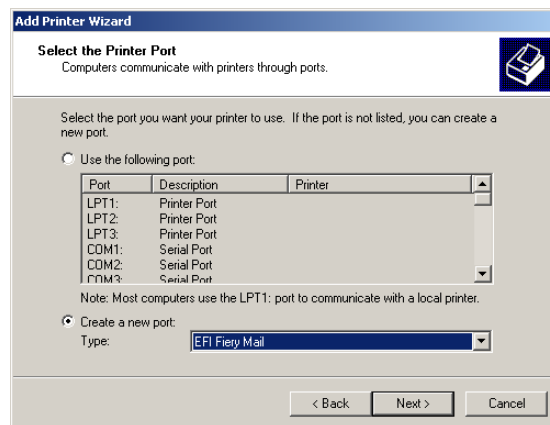 Add Printer Wizard
Select the Printer Port
Computers communicate with printers through ports.
Select the port you want your printer to use. If the port is not listed, you can create a
new port.
Use the following port:
Port Description Printer
LPT1: Printer Port
LPT2: Printer Port
LPT3: Printer Port
COM1: Serial Port
COM2: Serial Port
COM3: Serial Port
Note: Most computers use the LPT1: port to communicate with a local printer.
Create a new port:
Type: EFI Fiery Mail
< Back Next > Cancel